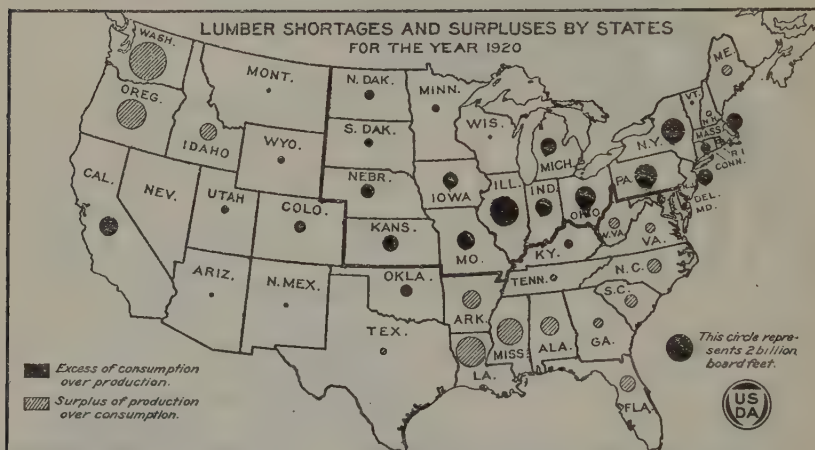 LUMBER SHORTAGES AND SURPLUSES BY STATES
FOR THE YEAR 1920
WASH.
OREG.
IDAHO
MONT.
WYO.
CAL.
NEV.
UTAH
COLO.
ARIZ.
N.MEX.
N.DAK.
S.DAK.
NEBR.
KANS.
OKLA.
TEX.
MINN.
IOWA
MO.
ARK.
LA.
WIS.
ILL.
MICH.
IND.
OHIO
KY.
TENN.
MISS.
ALA.
GA.
FLA.
S.C.
N.C.
VA.
W.VA.
PA.
N.Y.
VT.
N.H.
ME.
MASS.
R.I.
CONN.
DEL.
MD.
Excess of consumption
over production.
Surplus of production
over consumption.
This circle repre-
sents 2 billion
board feet.
US
DA